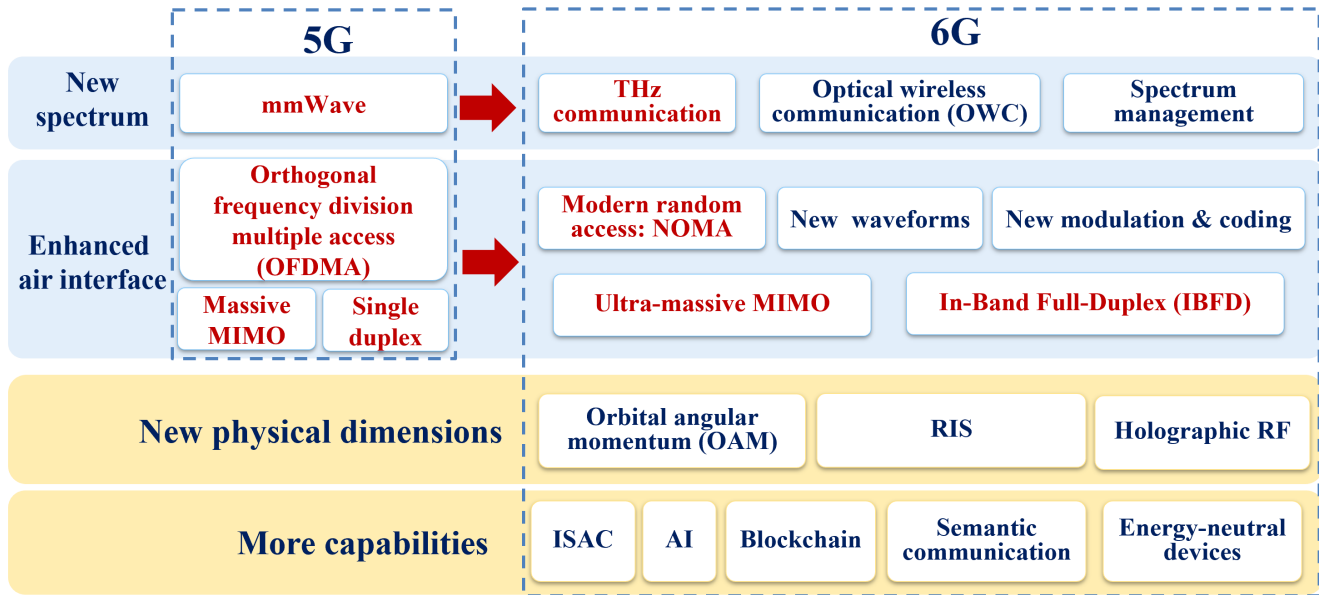 5G
6G
New
spectrum
mmWave
THz
communication
Optical wireless
communication (OWC)
Spectrum
management
Enhanced
air interface
Orthogonal
frequency division
multiple access
(OFDMA)
Massive
MIMO
Single
duplex
Modern random
access: NOMA
New waveforms
New modulation & coding
Ultra-massive MIMO
In-Band Full-Duplex (IBFD)
New physical dimensions
Orbital angular
momentum (OAM)
RIS
Holographic RF
More capabilities
ISAC
AI
Blockchain
Semantic
communication
Energy-neutral
devices